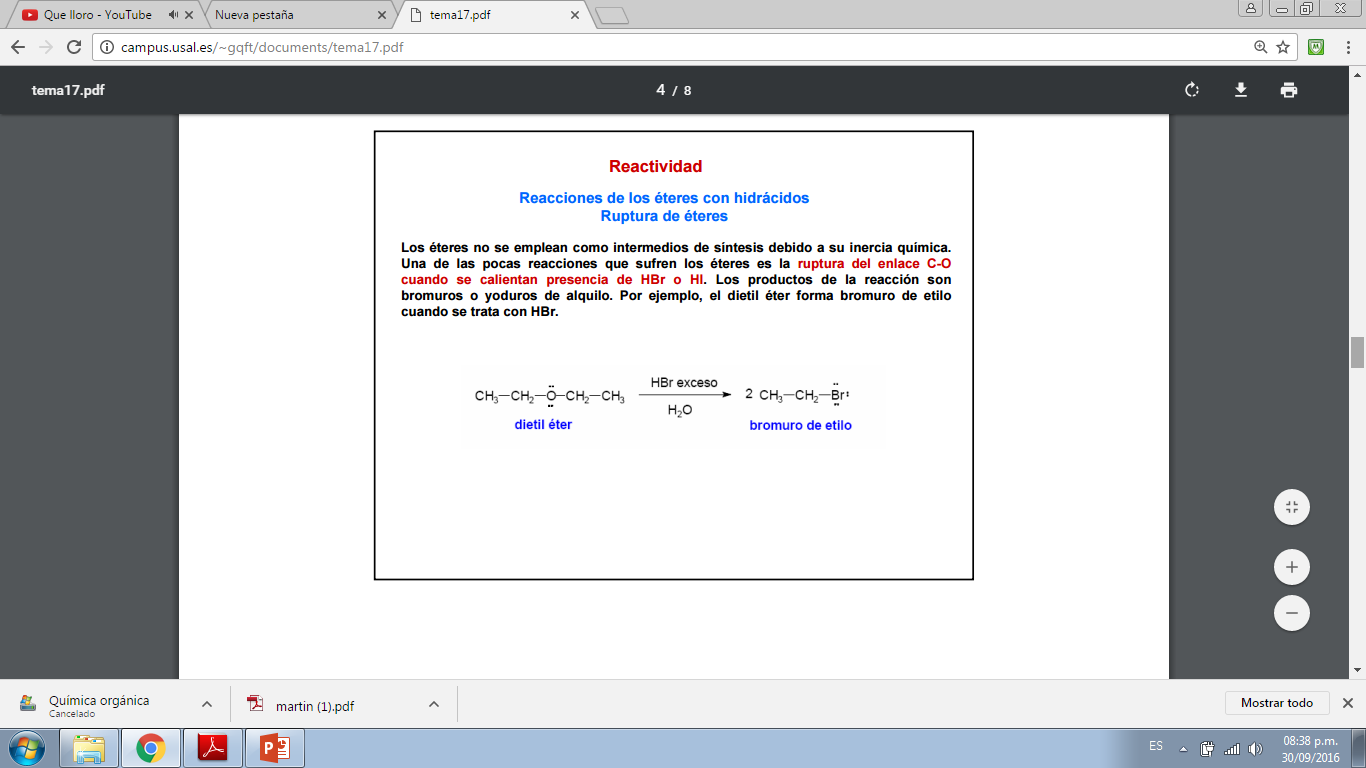 Que lloro - YouTube
Nueva pestaña
tema17.pdf
campus.usal.es/~gqft/documents/tema17.pdf
tema17.pdf
4 / 8
Reactividad
Reacciones de los éteres con hidrácidos
Ruptura de éteres
Los éteres no se emplean como intermedios de síntesis debido a su inercia química.
Una de las pocas reacciones que sufren los éteres es la ruptura del enlace C-O
cuando se calientan presencia de HBr o HI. Los productos de la reacción son
bromuros o yoduros de alquilo. Por ejemplo, el dietil éter forma bromuro de etilo
cuando se trata con HBr.
CH3—CH2—O—CH2—CH3
HBr exceso
H2O
2 CH3—CH2—Br
dietil éter
bromuro de etilo
Química orgánica
Cancelado
martin (1).pdf
Mostrar todo
ES
08:38 p.m.
30/09/2016